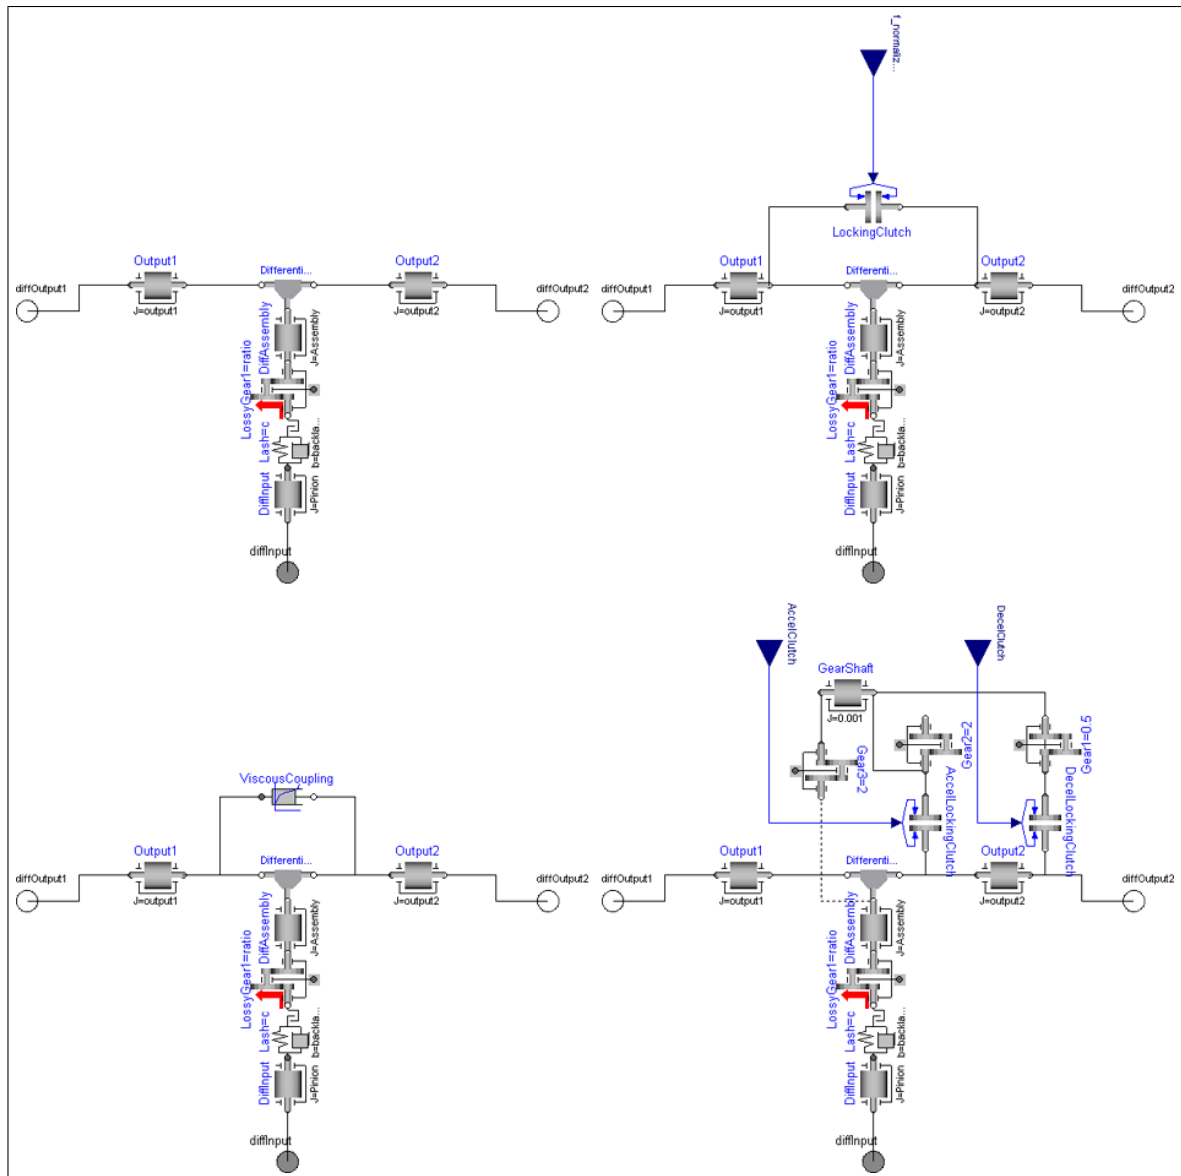 Output1
Differenti...
Output2
diffOutput1
diffOutput2
J=output1
J=output2
DiffAssembly
J=Assembly
LossyGear1=ratio
Lash=c
b=backla...
DiffInput
J=Pinion
diffInput
f_normaliz...
LockingClutch
Output1
Differenti...
Output2
diffOutput1
diffOutput2
J=output1
J=output2
DiffAssembly
J=Assembly
LossyGear1=ratio
Lash=c
b=backla...
DiffInput
J=Pinion
diffInput
ViscousCoupling
Output1
Differenti...
Output2
diffOutput1
diffOutput2
J=output1
J=output2
DiffAssembly
J=Assembly
LossyGear1=ratio
Lash=c
b=backla...
DiffInput
J=Pinion
diffInput
AccelClutch
DecelClutch
GearShaft
J=0.001
Gear3=2
Gear2=2
Gear1=0.5
AccelLockingClutch
DecelLockingClutch
Output1
Differenti...
Output2
diffOutput1
diffOutput2
J=output1
J=output2
DiffAssembly
J=Assembly
LossyGear1=ratio
Lash=c
b=backla...
DiffInput
J=Pinion
diffInput